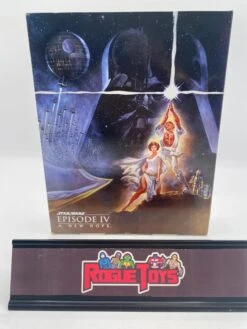 STAR WARS
EPISODE IV
A NEW HOPE
ROGUE TOYS